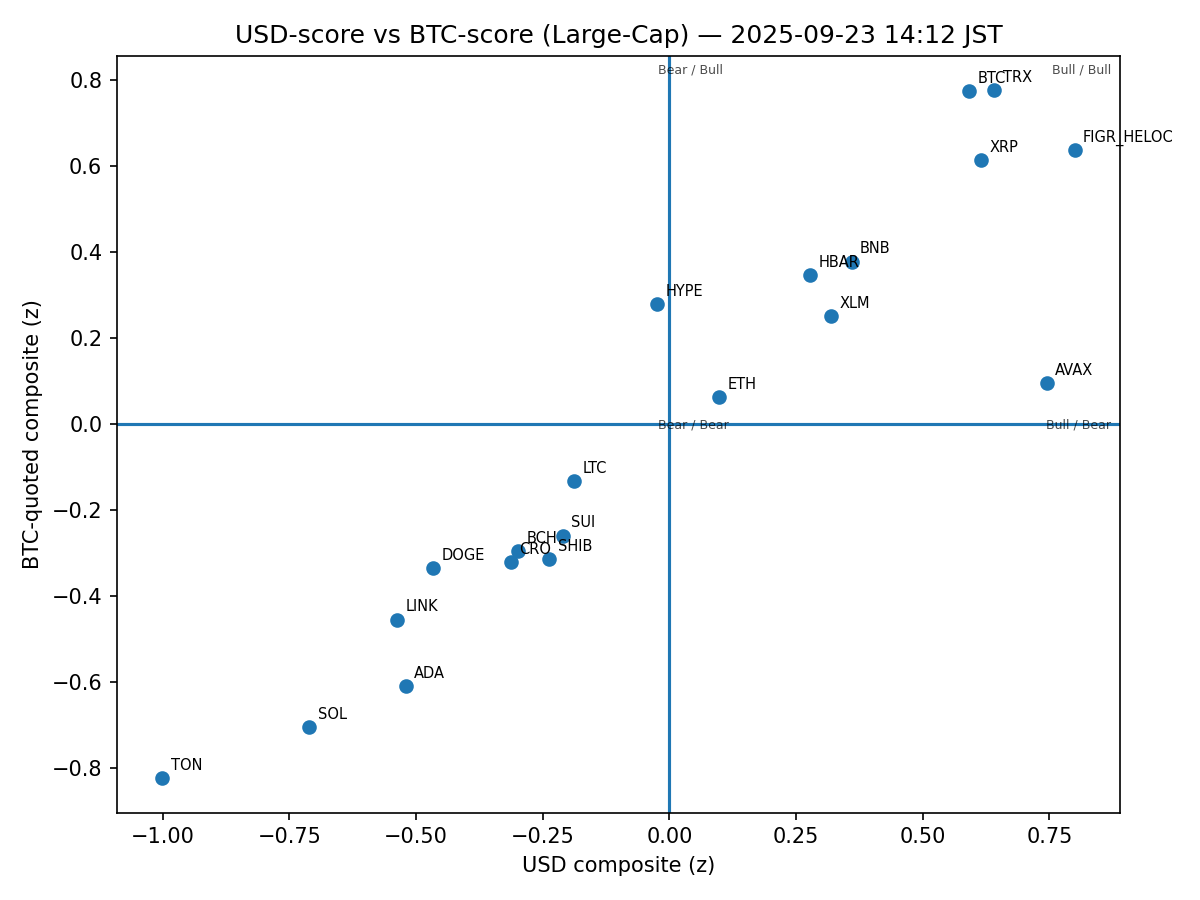 USD-score vs BTC-score (Large-Cap) — 2025-09-23 14:12 JST
Bear / Bull
Bull / Bull
BTC
TRX
FIGR_HELOC
XRP
BNB
HBAR
HYPE
XLM
AVAX
ETH
Bear / Bear
Bull / Bear
LTC
SUI
BCH
SHIB
CRO
DOGE
LINK
ADA
SOL
TON
0.8
0.6
0.4
0.2
0.0
−0.2
−0.4
−0.6
−0.8
BTC-quoted composite (z)
−1.00 −0.75 −0.50 −0.25 0.00 0.25 0.50 0.75
USD composite (z)